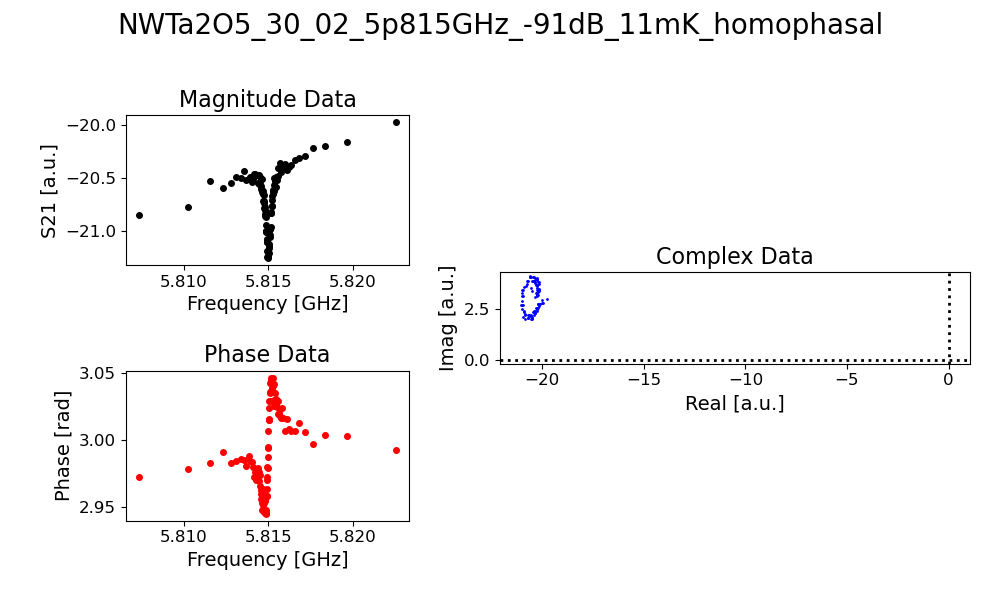 NWTa2O5_30_02_5p815GHz_-91dB_11mK_homophasal
Magnitude Data
−20.0
−20.5
−21.0
S21 [a.u.]
5.810 5.815 5.820
Frequency [GHz]
Phase Data
3.05
3.00
2.95
Phase [rad]
5.810 5.815 5.820
Frequency [GHz]
Complex Data
2.5
0.0
Imag [a.u.]
−20 −15 −10 −5 0
Real [a.u.]